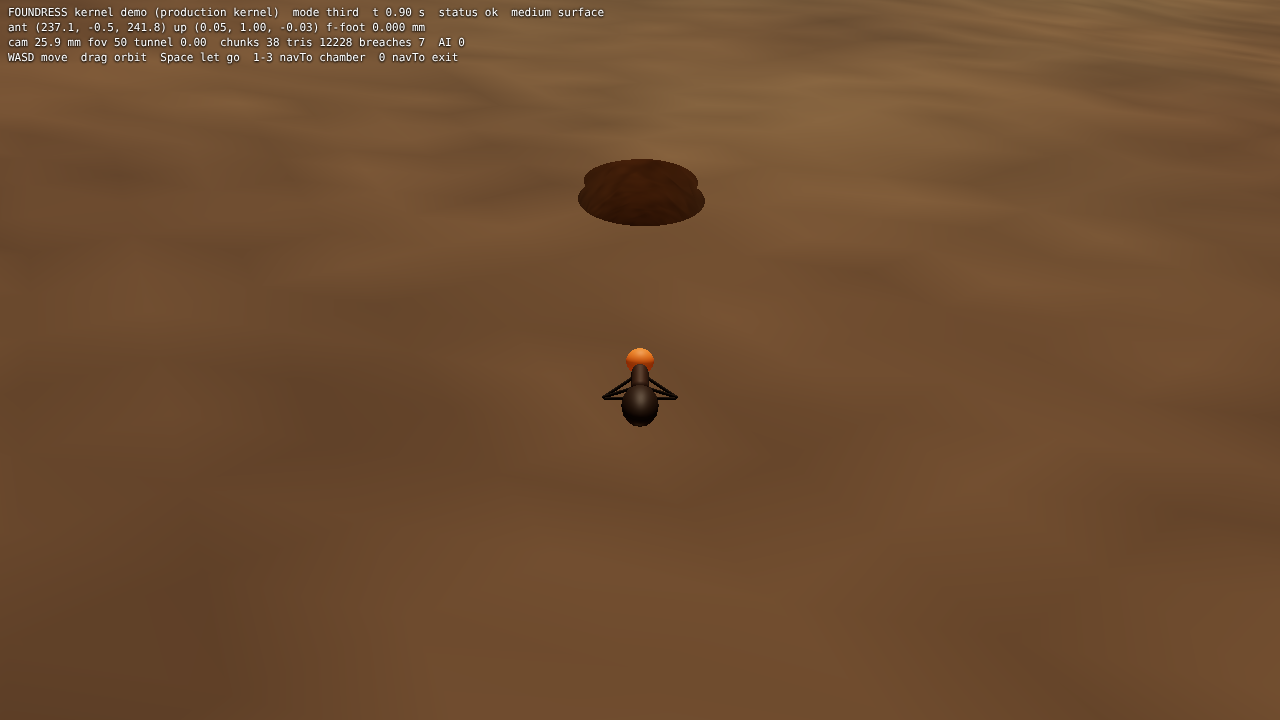 FOUNDRESS kernel demo (production kernel)  mode third  t 0.90 s  status ok  medium surface
ant (237.1, -0.5, 241.8) up (0.05, 1.00, -0.03) f-foot 0.000 mm
cam 25.9 mm fov 50 tunnel 0.00  chunks 38 tris 12228 breaches 7  AI 0
WASD move  drag orbit  Space let go  1-3 navTo chamber  0 navTo exit